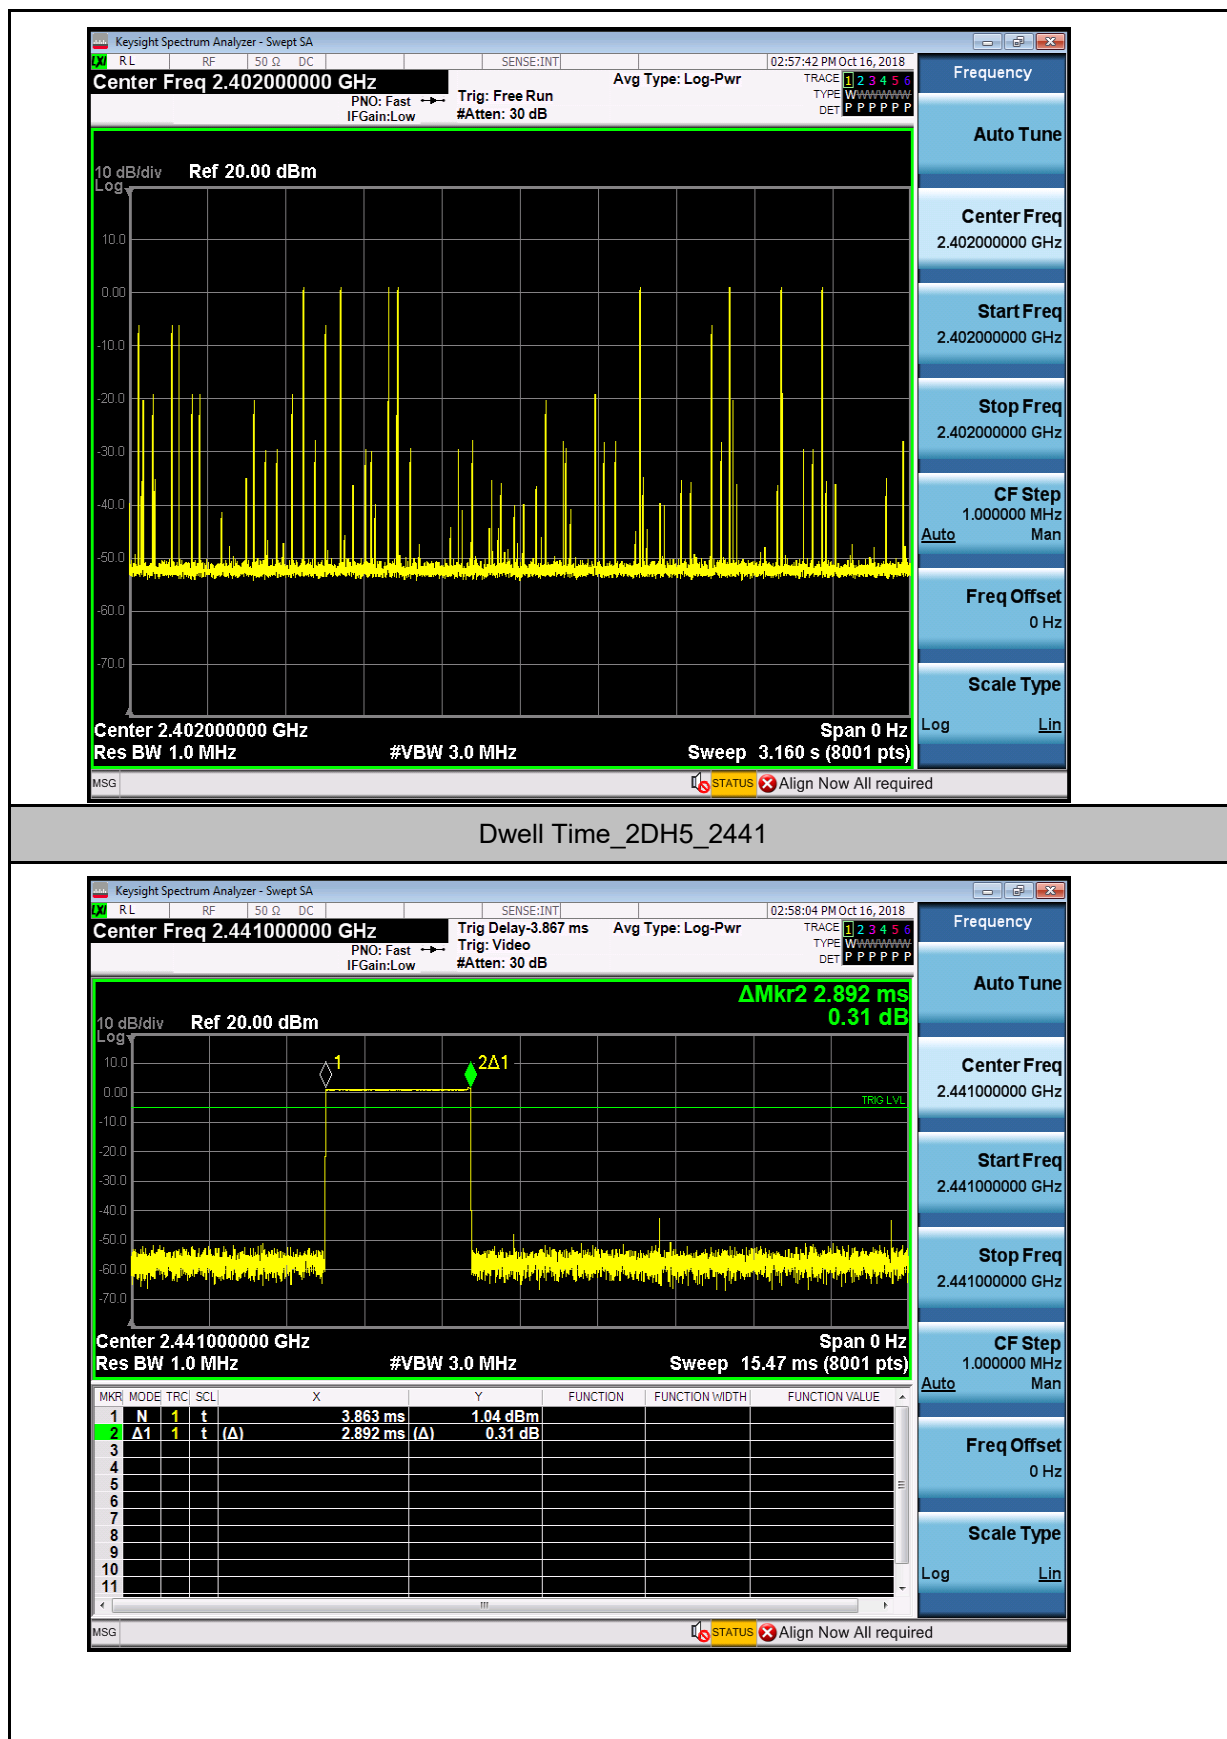 Keysight Spectrum Analyzer - Swept SA
LXI RL RF 50 Ω DC SENSE:INT 02:57:42 PM Oct 16, 2018
Center Freq 2.402000000 GHz
PNO: Fast
IFGain:Low
Trig: Free Run
#Atten: 30 dB
Avg Type: Log-Pwr
TRACE 1 2 3 4 5 6
TYPE WWWWWW
DET P P P P P P
10 dB/div
Log
Ref 20.00 dBm
10.0
0.00
-10.0
-20.0
-30.0
-40.0
-50.0
-60.0
-70.0
Center 2.402000000 GHz
Span 0 Hz
Res BW 1.0 MHz
#VBW 3.0 MHz
Sweep 3.160 s (8001 pts)
MSG
STATUS
Align Now All required
Frequency
Auto Tune
Center Freq
2.402000000 GHz
Start Freq
2.402000000 GHz
Stop Freq
2.402000000 GHz
CF Step
1.000000 MHz
Auto Man
Freq Offset
0 Hz
Scale Type
Log Lin
Dwell Time_2DH5_2441
Keysight Spectrum Analyzer - Swept SA
LXI RL RF 50 Ω DC SENSE:INT 02:58:04 PM Oct 16, 2018
Center Freq 2.441000000 GHz
PNO: Fast
IFGain:Low
Trig Delay-3.867 ms
Trig: Video
#Atten: 30 dB
Avg Type: Log-Pwr
TRACE 1 2 3 4 5 6
TYPE WWWWWW
DET P P P P P P
ΔMkr2 2.892 ms
0.31 dB
10 dB/div
Log
Ref 20.00 dBm
10.0
0.00
-10.0
-20.0
-30.0
-40.0
-50.0
-60.0
-70.0
1
2Δ1
TRIG LVL
Center 2.441000000 GHz
Span 0 Hz
Res BW 1.0 MHz
#VBW 3.0 MHz
Sweep 15.47 ms (8001 pts)
MKR MODE TRC SCL X Y FUNCTION FUNCTION WIDTH FUNCTION VALUE
1 N 1 t 3.863 ms 1.04 dBm
2 Δ1 1 t (Δ) 2.892 ms (Δ) 0.31 dB
3
4
5
6
7
8
9
10
11
MSG
STATUS
Align Now All required
Frequency
Auto Tune
Center Freq
2.441000000 GHz
Start Freq
2.441000000 GHz
Stop Freq
2.441000000 GHz
CF Step
1.000000 MHz
Auto Man
Freq Offset
0 Hz
Scale Type
Log Lin